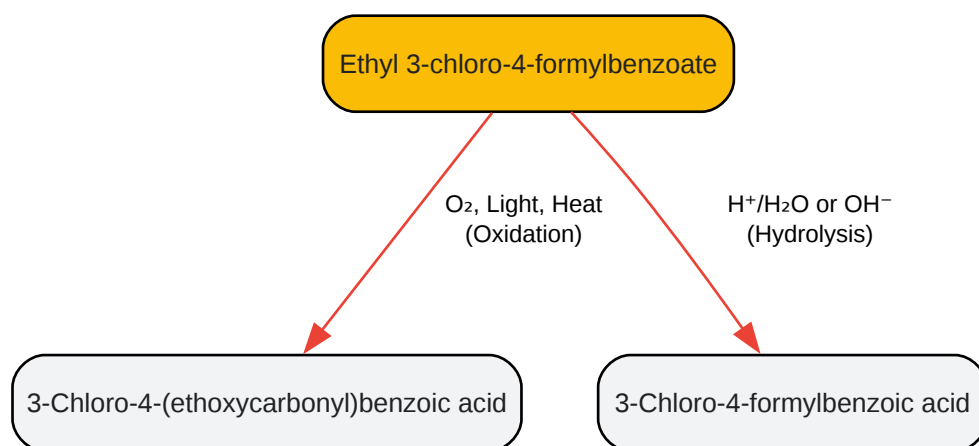 Ethyl 3-chloro-4-formylbenzoate
O₂, Light, Heat
(Oxidation)
H⁺/H₂O or OH⁻
(Hydrolysis)
3-Chloro-4-(ethoxycarbonyl)benzoic acid
3-Chloro-4-formylbenzoic acid